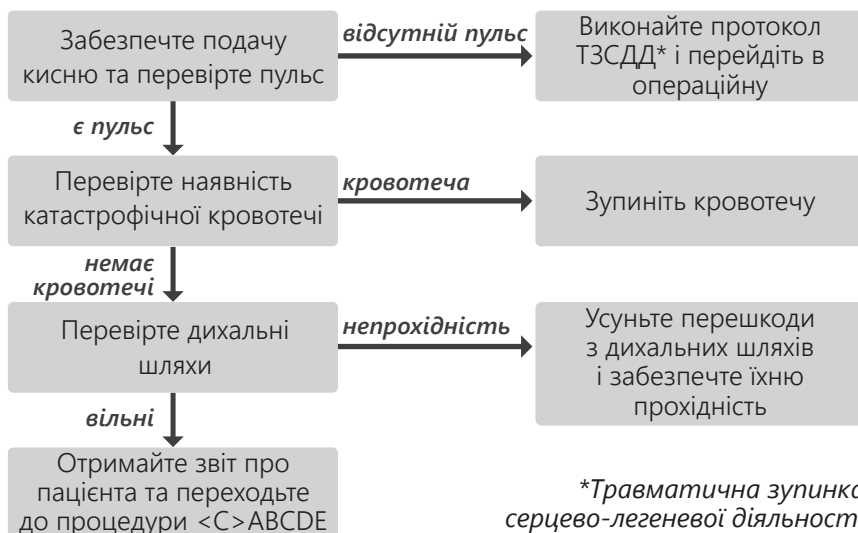 Забезпечте подачу
кисню та перевірте пульс
відсутній пульс
Виконайте протокол
ТЗСДД* і перейдіть в
операційну
є пульс
Перевірте наявність
катастрофічної кровотечі
кровотеча
Зупиніть кровотечу
немає
кровотечі
Перевірте дихальні
шляхи
непрохідність
Усуньте перешкоди
з дихальних шляхів
і забезпечте їхню
прохідність
вільні
Отримайте звіт про
пацієнта та переходьте
до процедури <C>ABCDE
*Травматична зупинка
серцево-легеневої діяльност